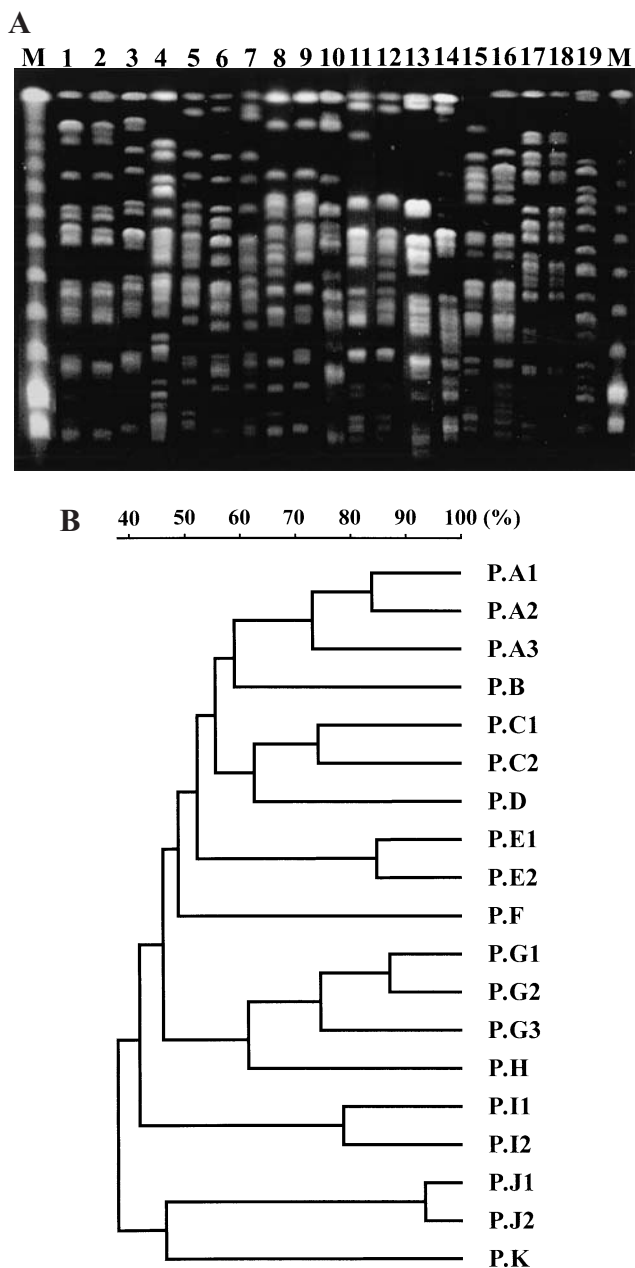 A
M 1 2 3 4 5 6 7 8 9 10 11 12 13 14 15 16 17 18 19 M
B 40 50 60 70 80 90 100 (%)
P.A1
P.A2
P.A3
P.B
P.C1
P.C2
P.D
P.E1
P.E2
P.F
P.G1
P.G2
P.G3
P.H
P.I1
P.I2
P.J1
P.J2
P.K